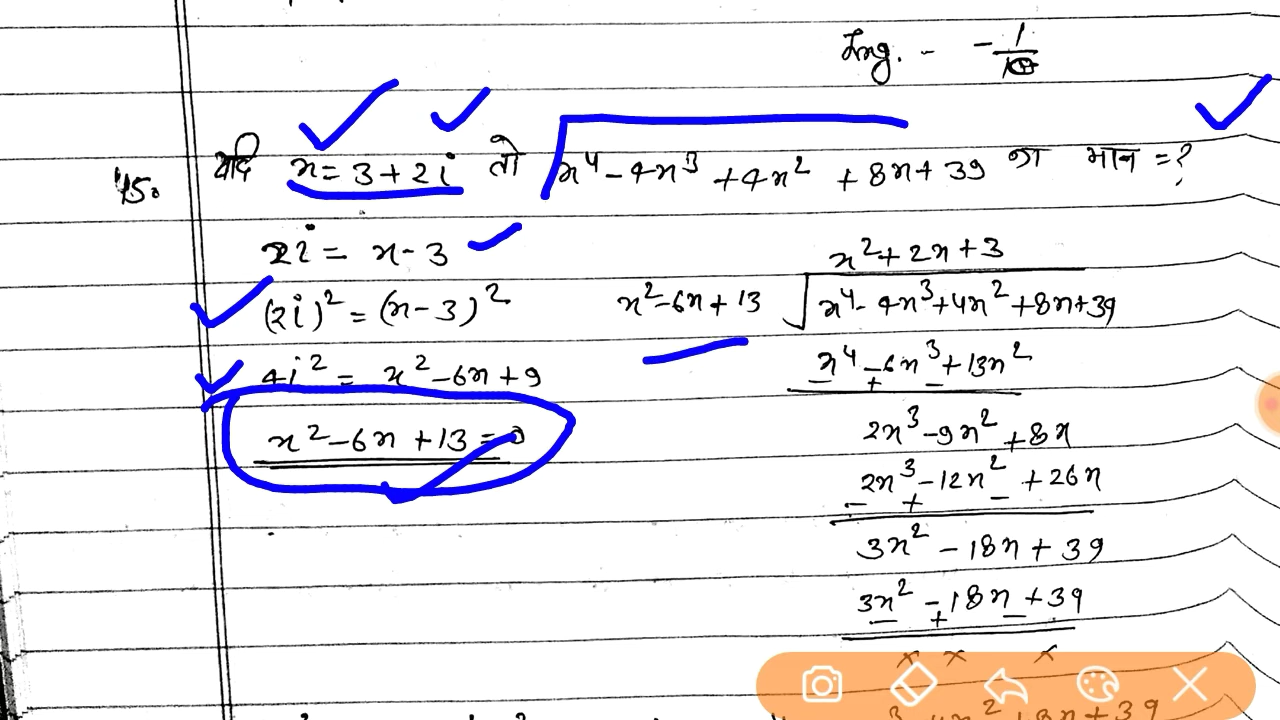 Img. - -1/10
45. यदि x = 3+2i तो x⁴-4x³+4x²+8x+39 का मान = ?
2i = x-3
(2i)² = (x-3)²
4i² = x²-6x+9
x²-6x+13=0
x²+2x+3
x²-6x+13 √ x⁴-4x³+4x²+8x+39
x⁴-6x³+13x²
- + -
2x³-9x²+8x
2x³-12x²+26x
- + -
3x²-18x+39
3x²-18x+39
- + -
x x x